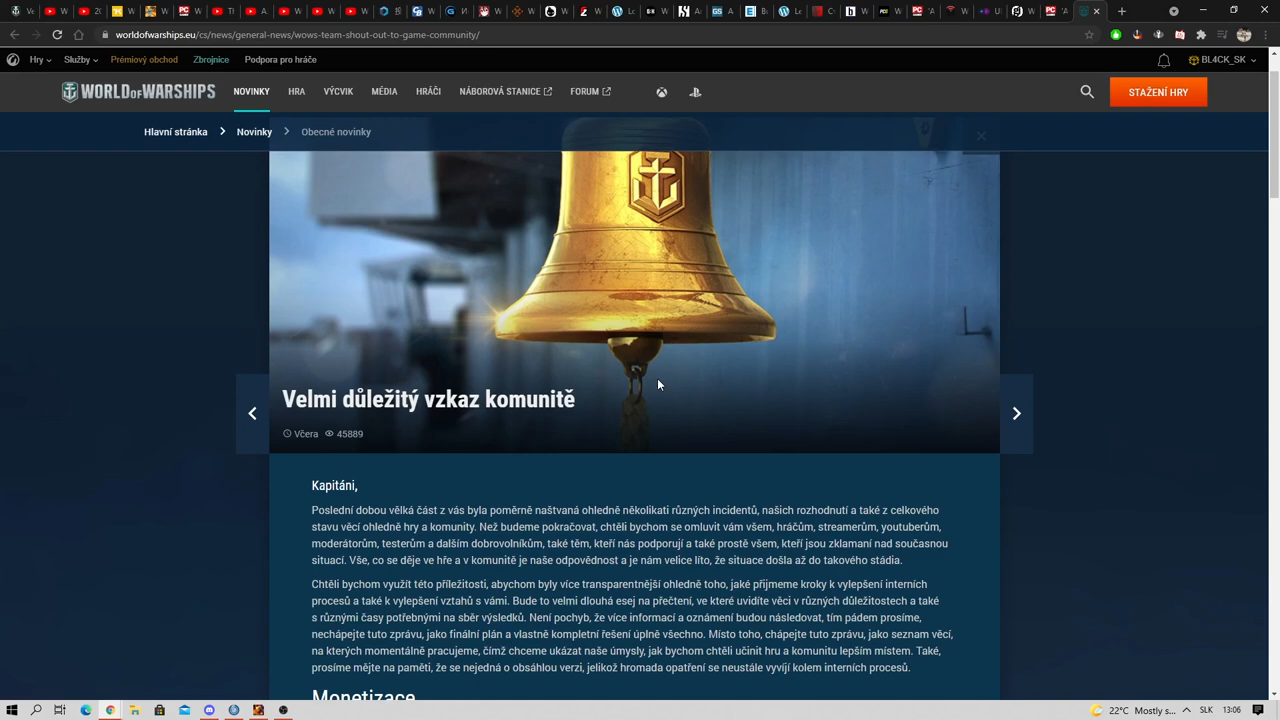 Ve
worldofwarships.eu/cs/news/general-news/wows-team-shout-out-to-game-community/
Hry
Služby
Prémiový obchod
Zbrojnice
Podpora pro hráče
BL4CK_SK
WORLD OF WARSHIPS
NOVINKY
HRA
VÝCVIK
MÉDIA
HRÁČI
NÁBOROVÁ STANICE
FORUM
STAŽENÍ HRY
Hlavní stránka
Novinky
Obecné novinky
Velmi důležitý vzkaz komunitě
Včera 45889
Kapitáni,
Poslední dobou vělká část z vás byla poměrně naštvaná ohledně několikati různých incidentů, našich rozhodnutí a také z celkového
stavu věcí ohledně hry a komunity. Než budeme pokračovat, chtěli bychom se omluvit vám všem, hráčům, streamerům, youtuberům,
moderátorům, testerům a dalším dobrovolníkům, také těm, kteří nás podporují a také prostě všem, kteří jsou zklamaní nad současnou
situací. Vše, co se děje ve hře a v komunitě je naše odpovědnost a je nám velice líto, že situace došla až do takového stádia.
Chtěli bychom využít této příležitosti, abychom byly více transparentnější ohledně toho, jaké přijmeme kroky k vylepšení interních
procesů a také k vylepšení vztahů s vámi. Bude to velmi dlouhá esej na přečtení, ve které uvidíte věci v různých důležitostech a také
s různými časy potřebnými na sběr výsledků. Není pochyb, že více informací a oznámení budou následovat, tím pádem prosíme,
nechápejte tuto zprávu, jako finální plán a vlastně kompletní řešení úplně všechno. Místo toho, chápejte tuto zprávu, jako seznam věcí,
na kterých momentálně pracujeme, čímž chceme ukázat naše úmysly, jak bychom chtěli učinit hru a komunitu lepším místem. Také,
prosíme mějte na paměti, že se nejedná o obsáhlou verzi, jelikož hromada opatření se neustále vyvíjí kolem interních procesů.
Monetizace
22°C Mostly s...
SLK
13:06